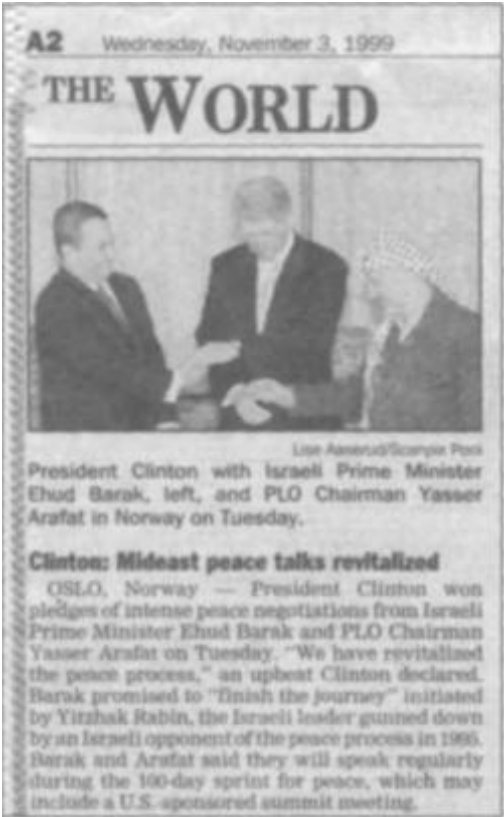 A2 Wednesday, November 3, 1999
THE WORLD
Lise Aaserud/Scanpix Pool
President Clinton with Israeli Prime Minister
Ehud Barak, left, and PLO Chairman Yasser
Arafat in Norway on Tuesday.
Clinton: Mideast peace talks revitalized
OSLO, Norway — President Clinton won
pledges of intense peace negotiations from Israeli
Prime Minister Ehud Barak and PLO Chairman
Yasser Arafat on Tuesday. "We have revitalized
the peace process," an upbeat Clinton declared.
Barak promised to "finish the journey" initiated
by Yitzhak Rabin, the Israeli leader gunned down
by an Israeli opponent of the peace process in 1995.
Barak and Arafat said they will speak regularly
during the 100-day sprint for peace, which may
include a U.S.-sponsored summit meeting.